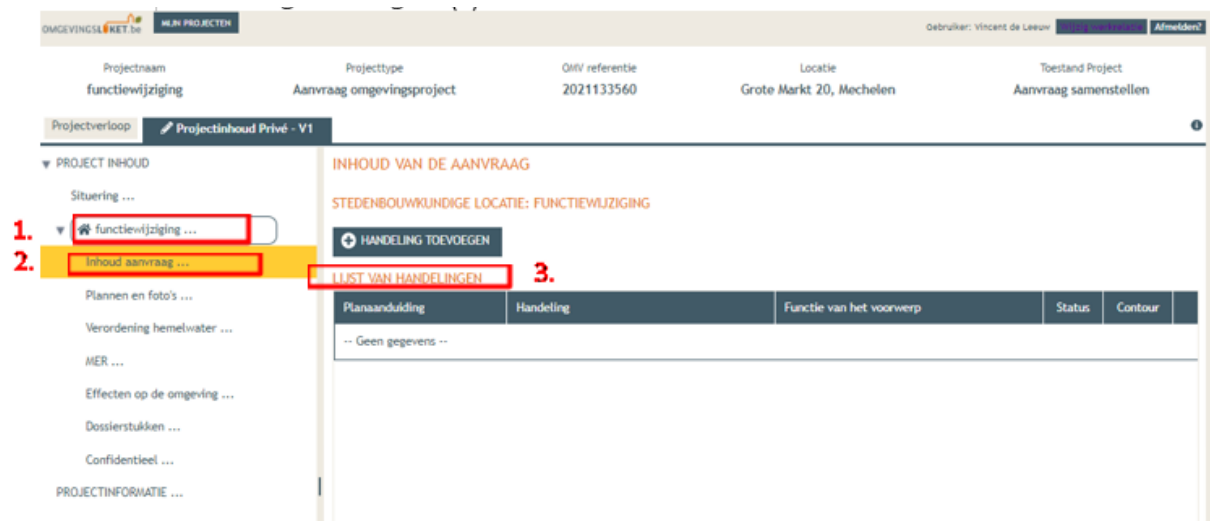 OMGEVINGSLOKET.be MIJN PROJECTEN Gebruiker: Vincent de Leeuw Afmelden?
Projectnaam Projecttype OMV referentie Locatie Toestand Project
functiewijziging Aanvraag omgevingsproject 2021133560 Grote Markt 20, Mechelen Aanvraag samenstellen
Projectverloop Projectinhoud Privé - V1
PROJECT INHOUD
Situering ...
1. functiewijziging ...
2. Inhoud aanvraag ...
Plannen en foto's ...
Verordening hemelwater ...
MER ...
Effecten op de omgeving ...
Dossierstukken ...
Confidentieel ...
PROJECTINFORMATIE ...
INHOUD VAN DE AANVRAAG
STEDENBOUWKUNDIGE LOCATIE: FUNCTIEWIJZIGING
HANDELING TOEVOEGEN
LIJST VAN HANDELINGEN 3.
Planaanduiding Handeling Functie van het voorwerp Status Contour
-- Geen gegevens --